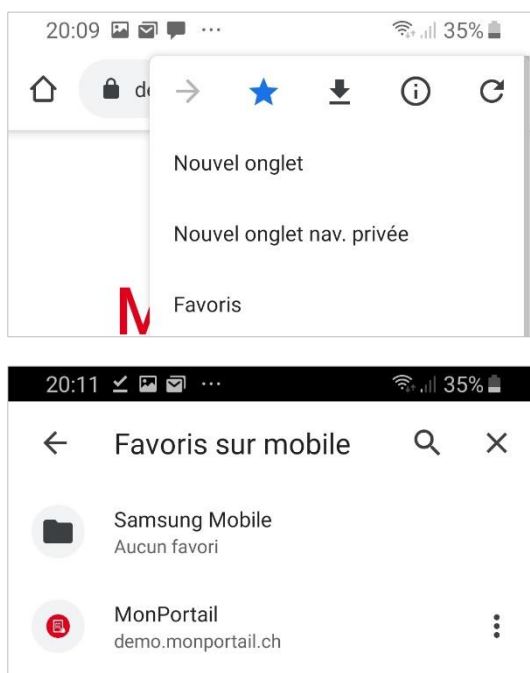 20:09 ... 35%
de
Nouvel onglet
Nouvel onglet nav. privée
Favoris
M
20:11 ... 35%
Favoris sur mobile
Samsung Mobile
Aucun favori
MonPortail
demo.monportail.ch